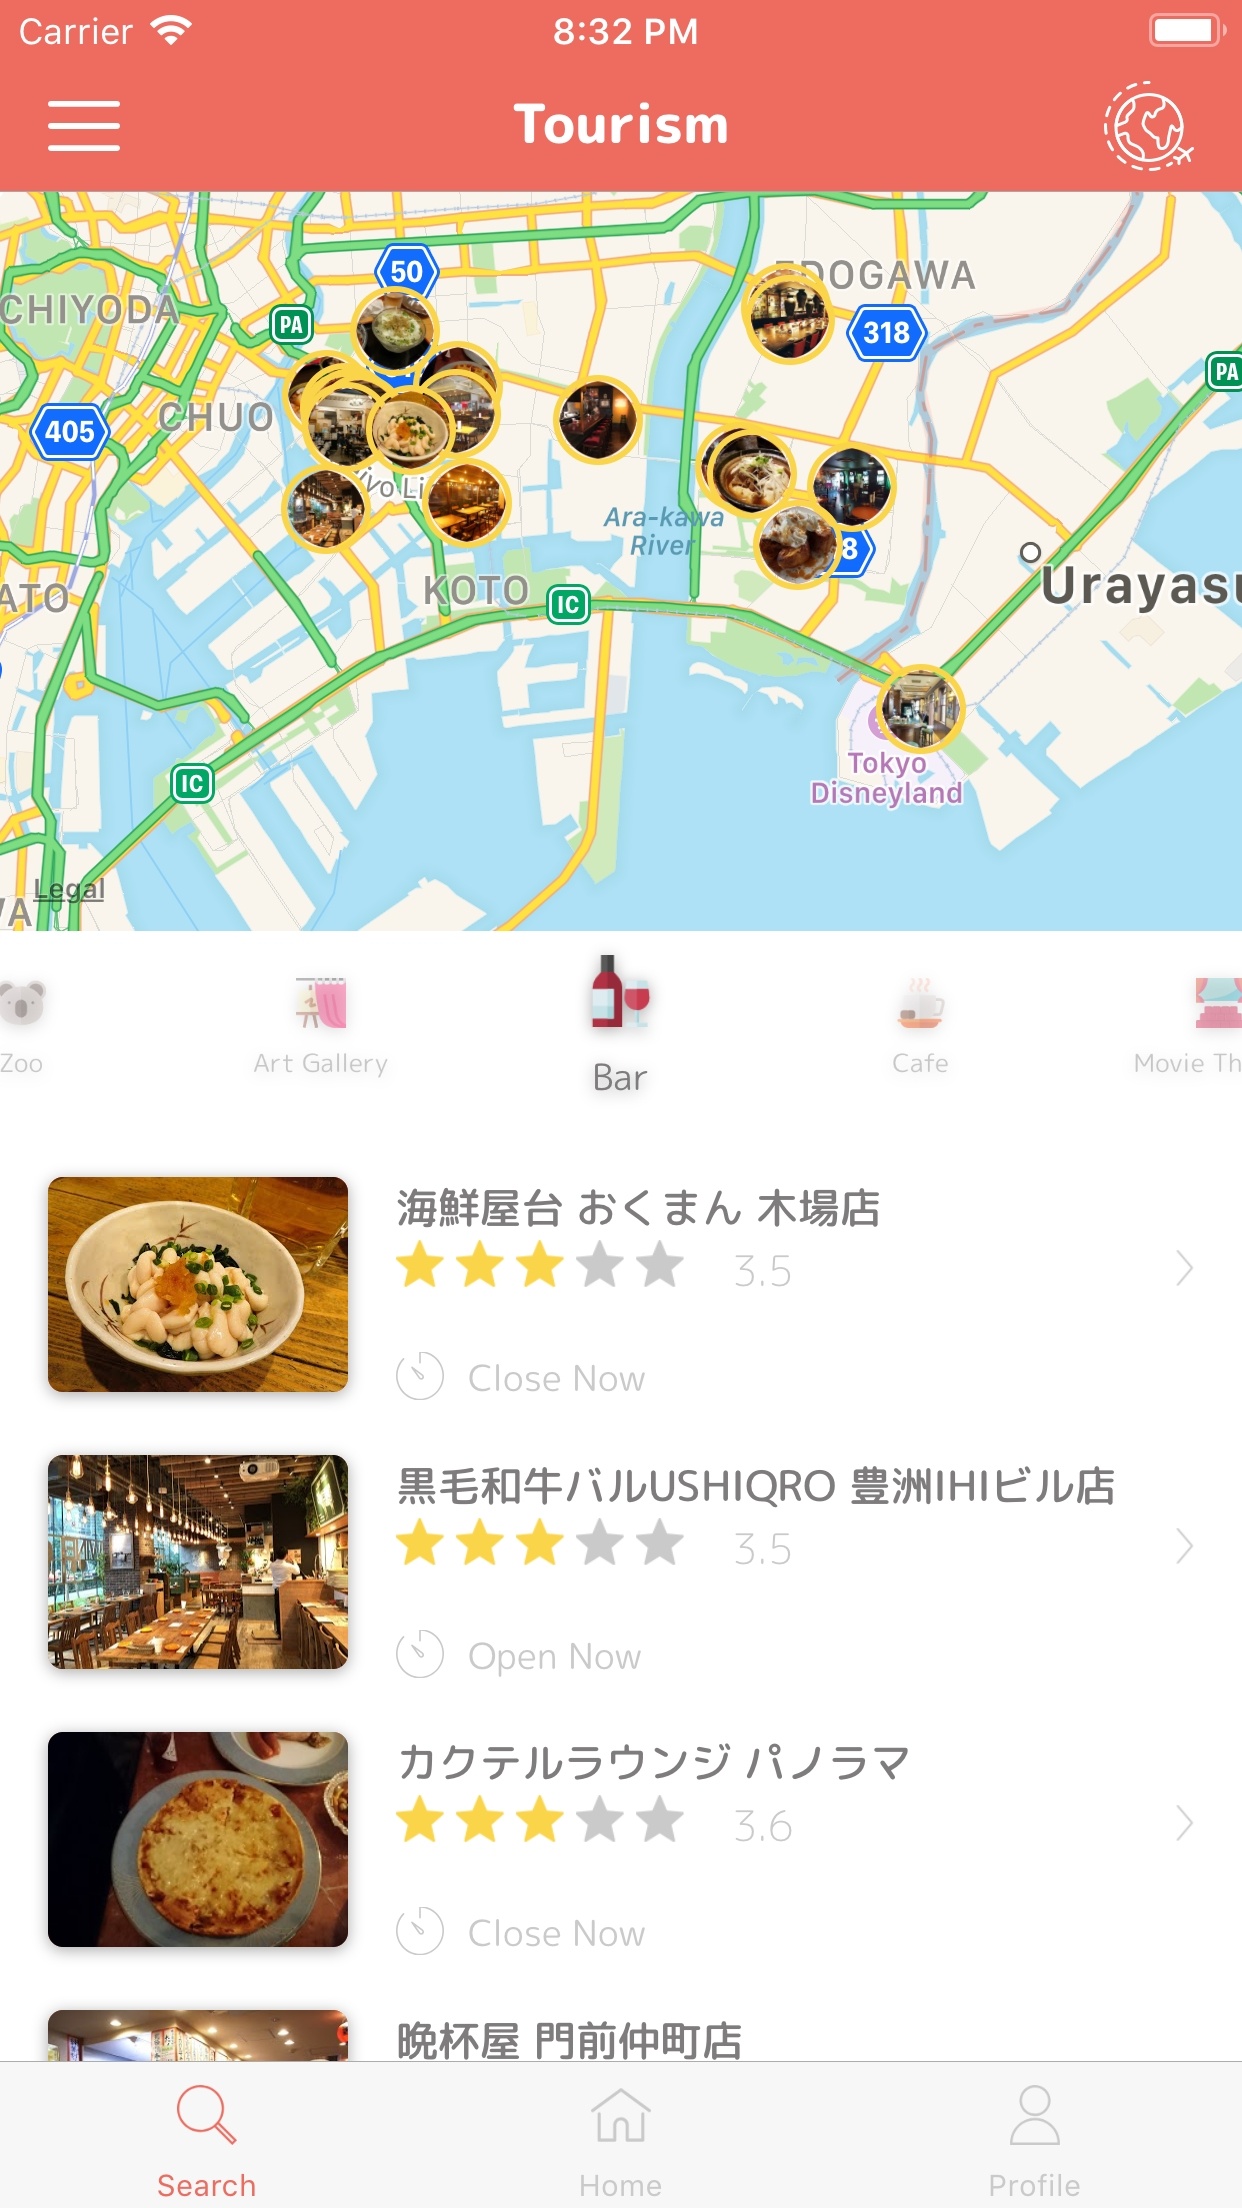 Carrier
8:32 PM
Tourism
50
EDOGAWA
CHIYODA
PA
318
PA
CHUO
405
Ara-kawa
River
8
KOTO
IC
Urayasu
ATO
Tokyo
Disneyland
IC
Legal
Zoo
Art Gallery
Bar
Cafe
Movie Th
海鮮屋台 おくまん 木場店
3.5
Close Now
黒毛和牛バルUSHIQRO 豊洲IHIビル店
3.5
Open Now
カクテルラウンジ パノラマ
3.6
Close Now
晩杯屋 門前仲町店
Search
Home
Profile